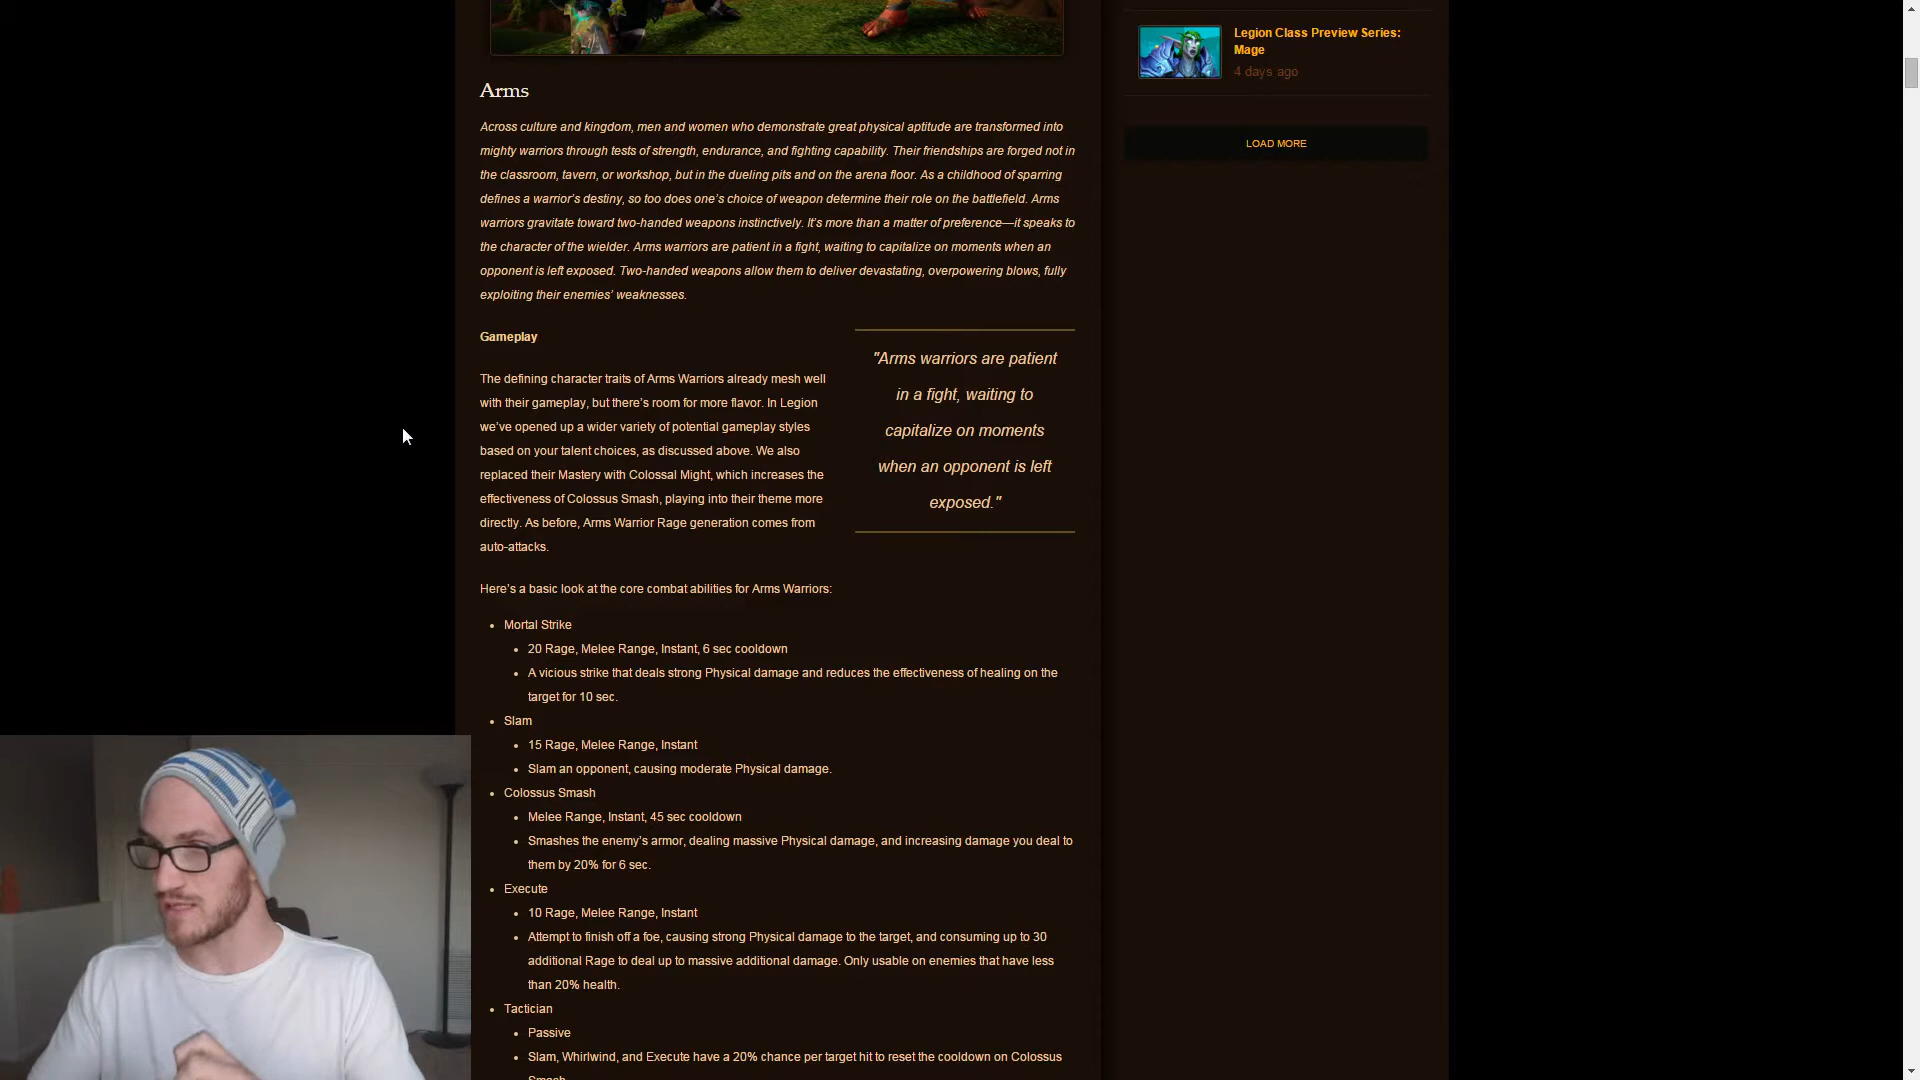 Legion Class Preview Series:
Mage
4 days ago
LOAD MORE
Arms
Across culture and kingdom, men and women who demonstrate great physical aptitude are transformed into
mighty warriors through tests of strength, endurance, and fighting capability. Their friendships are forged not in
the classroom, tavern, or workshop, but in the dueling pits and on the arena floor. As a childhood of sparring
defines a warrior’s destiny, so too does one’s choice of weapon determine their role on the battlefield. Arms
warriors gravitate toward two-handed weapons instinctively. It’s more than a matter of preference—it speaks to
the character of the wielder. Arms warriors are patient in a fight, waiting to capitalize on moments when an
opponent is left exposed. Two-handed weapons allow them to deliver devastating, overpowering blows, fully
exploiting their enemies’ weaknesses.
Gameplay
The defining character traits of Arms Warriors already mesh well
with their gameplay, but there’s room for more flavor. In Legion
we’ve opened up a wider variety of potential gameplay styles
based on your talent choices, as discussed above. We also
replaced their Mastery with Colossal Might, which increases the
effectiveness of Colossus Smash, playing into their theme more
directly. As before, Arms Warrior Rage generation comes from
auto-attacks.
"Arms warriors are patient
in a fight, waiting to
capitalize on moments
when an opponent is left
exposed."
Here’s a basic look at the core combat abilities for Arms Warriors:
Mortal Strike
20 Rage, Melee Range, Instant, 6 sec cooldown
A vicious strike that deals strong Physical damage and reduces the effectiveness of healing on the
target for 10 sec.
Slam
15 Rage, Melee Range, Instant
Slam an opponent, causing moderate Physical damage.
Colossus Smash
Melee Range, Instant, 45 sec cooldown
Smashes the enemy’s armor, dealing massive Physical damage, and increasing damage you deal to
them by 20% for 6 sec.
Execute
10 Rage, Melee Range, Instant
Attempt to finish off a foe, causing strong Physical damage to the target, and consuming up to 30
additional Rage to deal up to massive additional damage. Only usable on enemies that have less
than 20% health.
Tactician
Passive
Slam, Whirlwind, and Execute have a 20% chance per target hit to reset the cooldown on Colossus
Smash